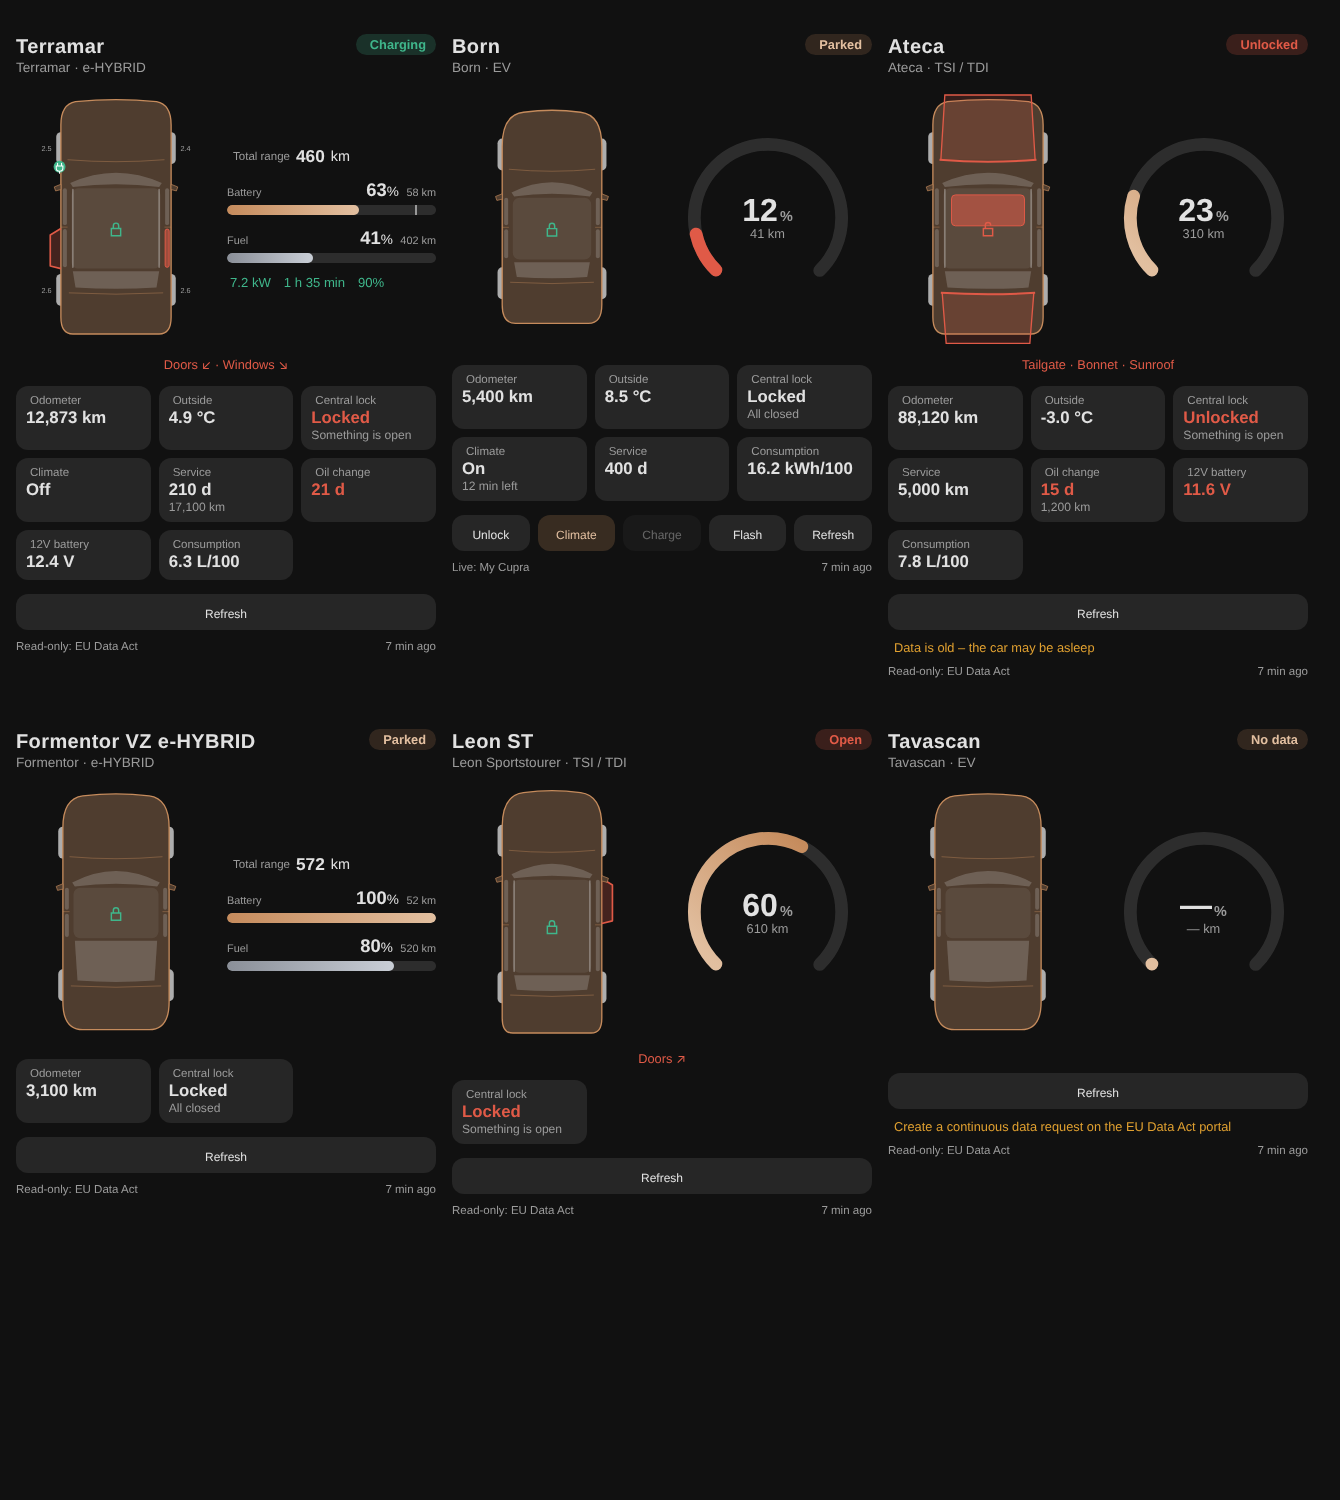 Terramar
Charging
Terramar · e-HYBRID
2.5
2.4
2.6
2.6
Total range 460 km
Battery 63% 58 km
Fuel 41% 402 km
7.2 kW 1 h 35 min 90%
Doors ↙ · Windows ↘
Odometer
12,873 km
Outside
4.9 °C
Central lock
Locked
Something is open
Climate
Off
Service
210 d
17,100 km
Oil change
21 d
12V battery
12.4 V
Consumption
6.3 L/100
Refresh
Read-only: EU Data Act
7 min ago
Born
Parked
Born · EV
12%
41 km
Odometer
5,400 km
Outside
8.5 °C
Central lock
Locked
All closed
Climate
On
12 min left
Service
400 d
Consumption
16.2 kWh/100
Unlock
Climate
Charge
Flash
Refresh
Live: My Cupra
7 min ago
Ateca
Unlocked
Ateca · TSI / TDI
23%
310 km
Tailgate · Bonnet · Sunroof
Odometer
88,120 km
Outside
-3.0 °C
Central lock
Unlocked
Something is open
Service
5,000 km
Oil change
15 d
1,200 km
12V battery
11.6 V
Consumption
7.8 L/100
Refresh
Data is old – the car may be asleep
Read-only: EU Data Act
7 min ago
Formentor VZ e-HYBRID
Parked
Formentor · e-HYBRID
Total range 572 km
Battery 100% 52 km
Fuel 80% 520 km
Odometer
3,100 km
Central lock
Locked
All closed
Refresh
Read-only: EU Data Act
7 min ago
Leon ST
Open
Leon Sportstourer · TSI / TDI
60%
610 km
Doors ↗
Central lock
Locked
Something is open
Refresh
Read-only: EU Data Act
7 min ago
Tavascan
No data
Tavascan · EV
—%
— km
Refresh
Create a continuous data request on the EU Data Act portal
Read-only: EU Data Act
7 min ago